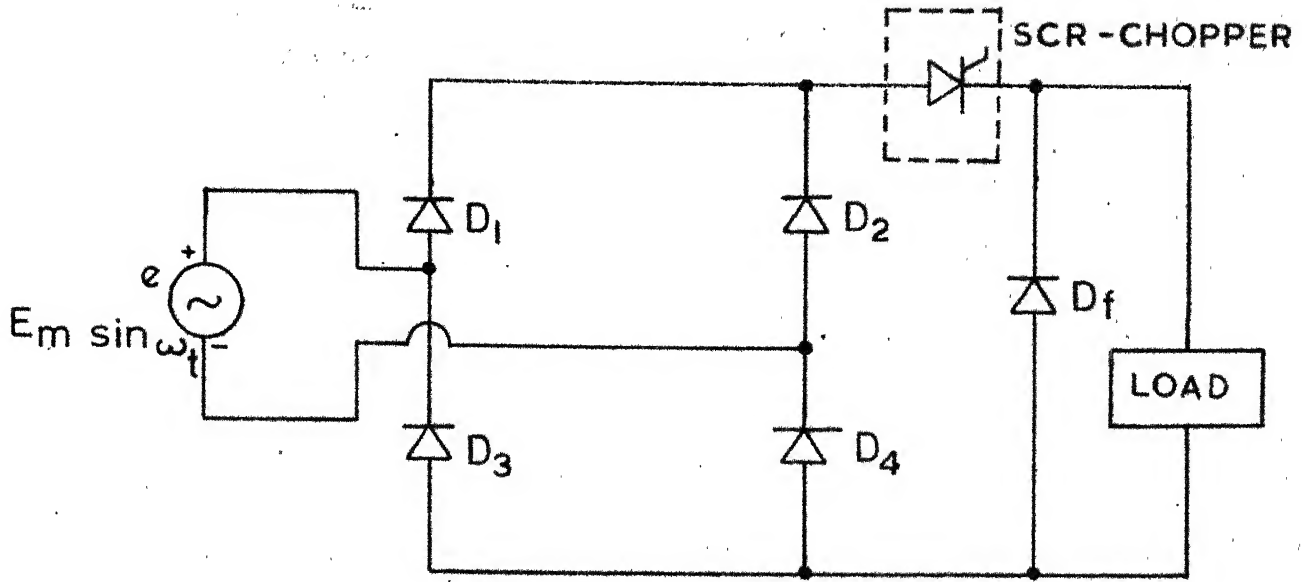 SCR-CHOPPER
D1
D2
e
+
Em sin ωt
-
Df
LOAD
D3
D4